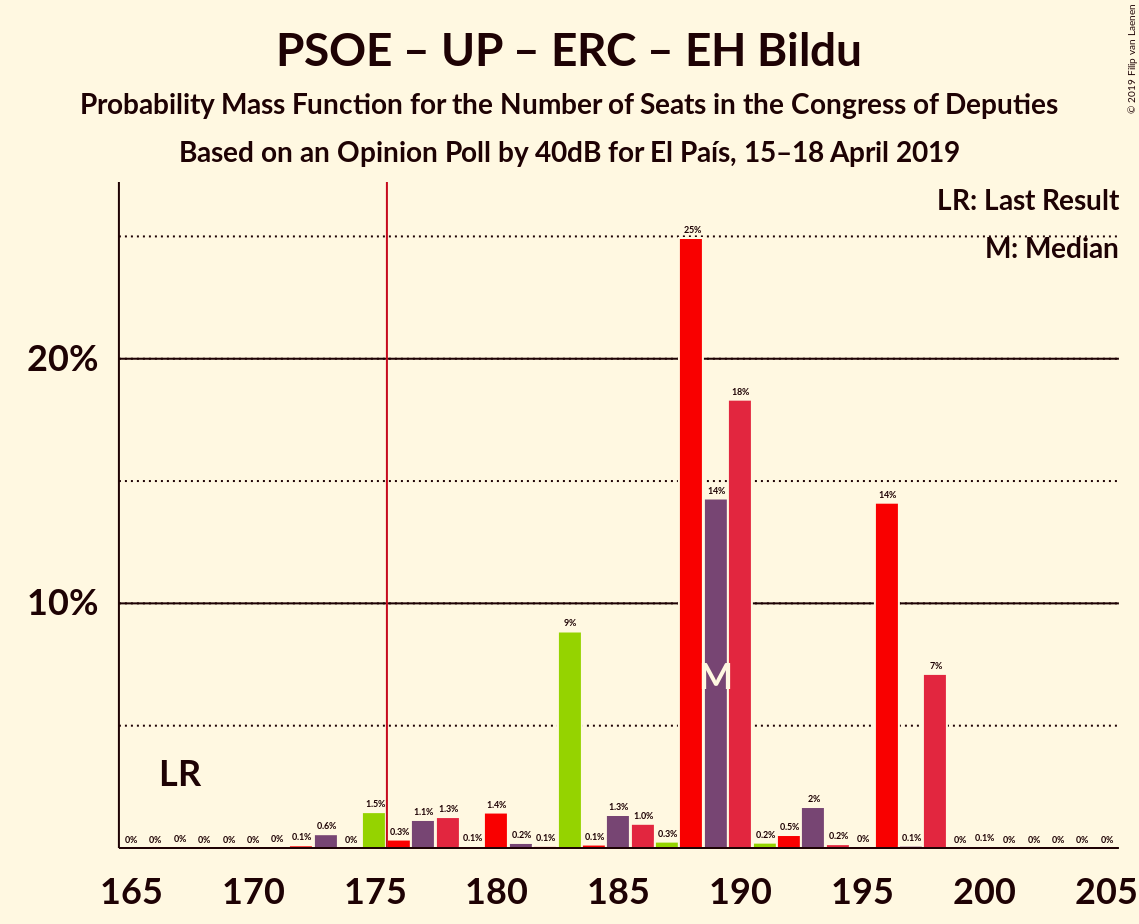 PSOE – UP – ERC – EH Bildu
Probability Mass Function for the Number of Seats in the Congress of Deputies
Based on an Opinion Poll by 40dB for El País, 15–18 April 2019
© 2019 Filip van Laenen
LR: Last Result
M: Median
25%
20%
18%
14%
14%
10%
9%
7%
M
LR
0% 0% 0% 0% 0% 0% 0% 0.1% 0.6% 0% 1.5% 0.3% 1.1% 1.3% 0.1% 1.4% 0.2% 0.1% 0.1% 1.3% 1.0% 0.3% 0.2% 0.5% 2% 0.2% 0% 0.1% 0% 0.1% 0% 0% 0% 0% 0%
165 170 175 180 185 190 195 200 205